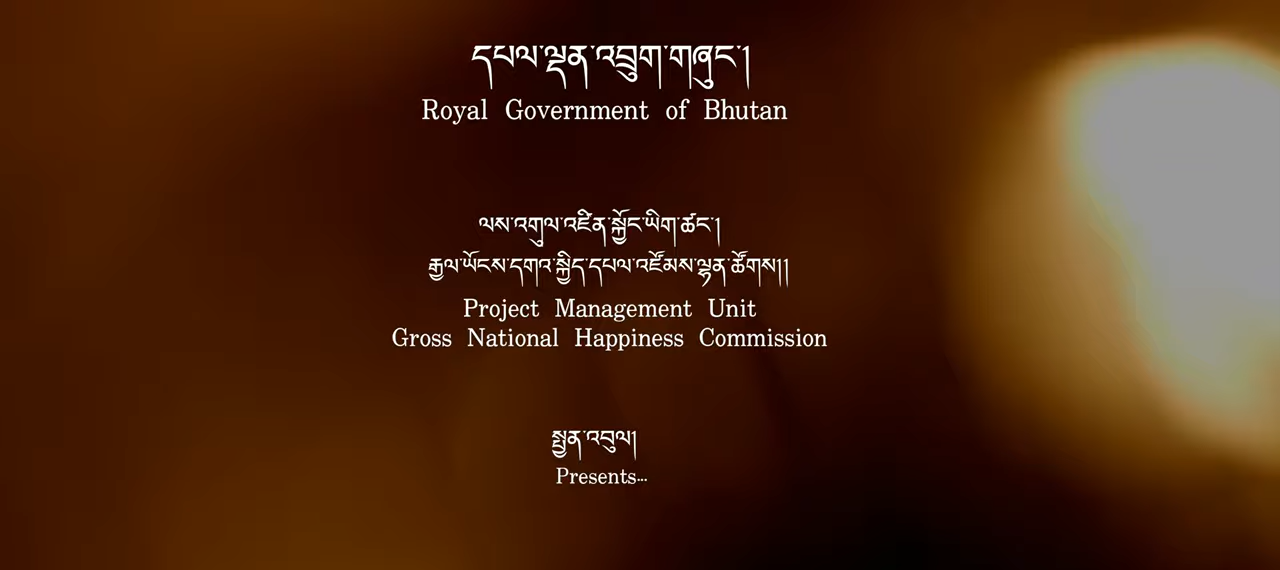 དཔལ་ལྡན་འབྲུག་གཞུང་།
Royal Government of Bhutan
ལས་འགུལ་འཛིན་སྐྱོང་ཡིག་ཚང་།
རྒྱལ་ཡོངས་དགའ་སྐྱིད་དཔལ་འཛོམས་ལྷན་ཚོགས།།
Project Management Unit
Gross National Happiness Commission
སྤྱན་འབུལ།
Presents...